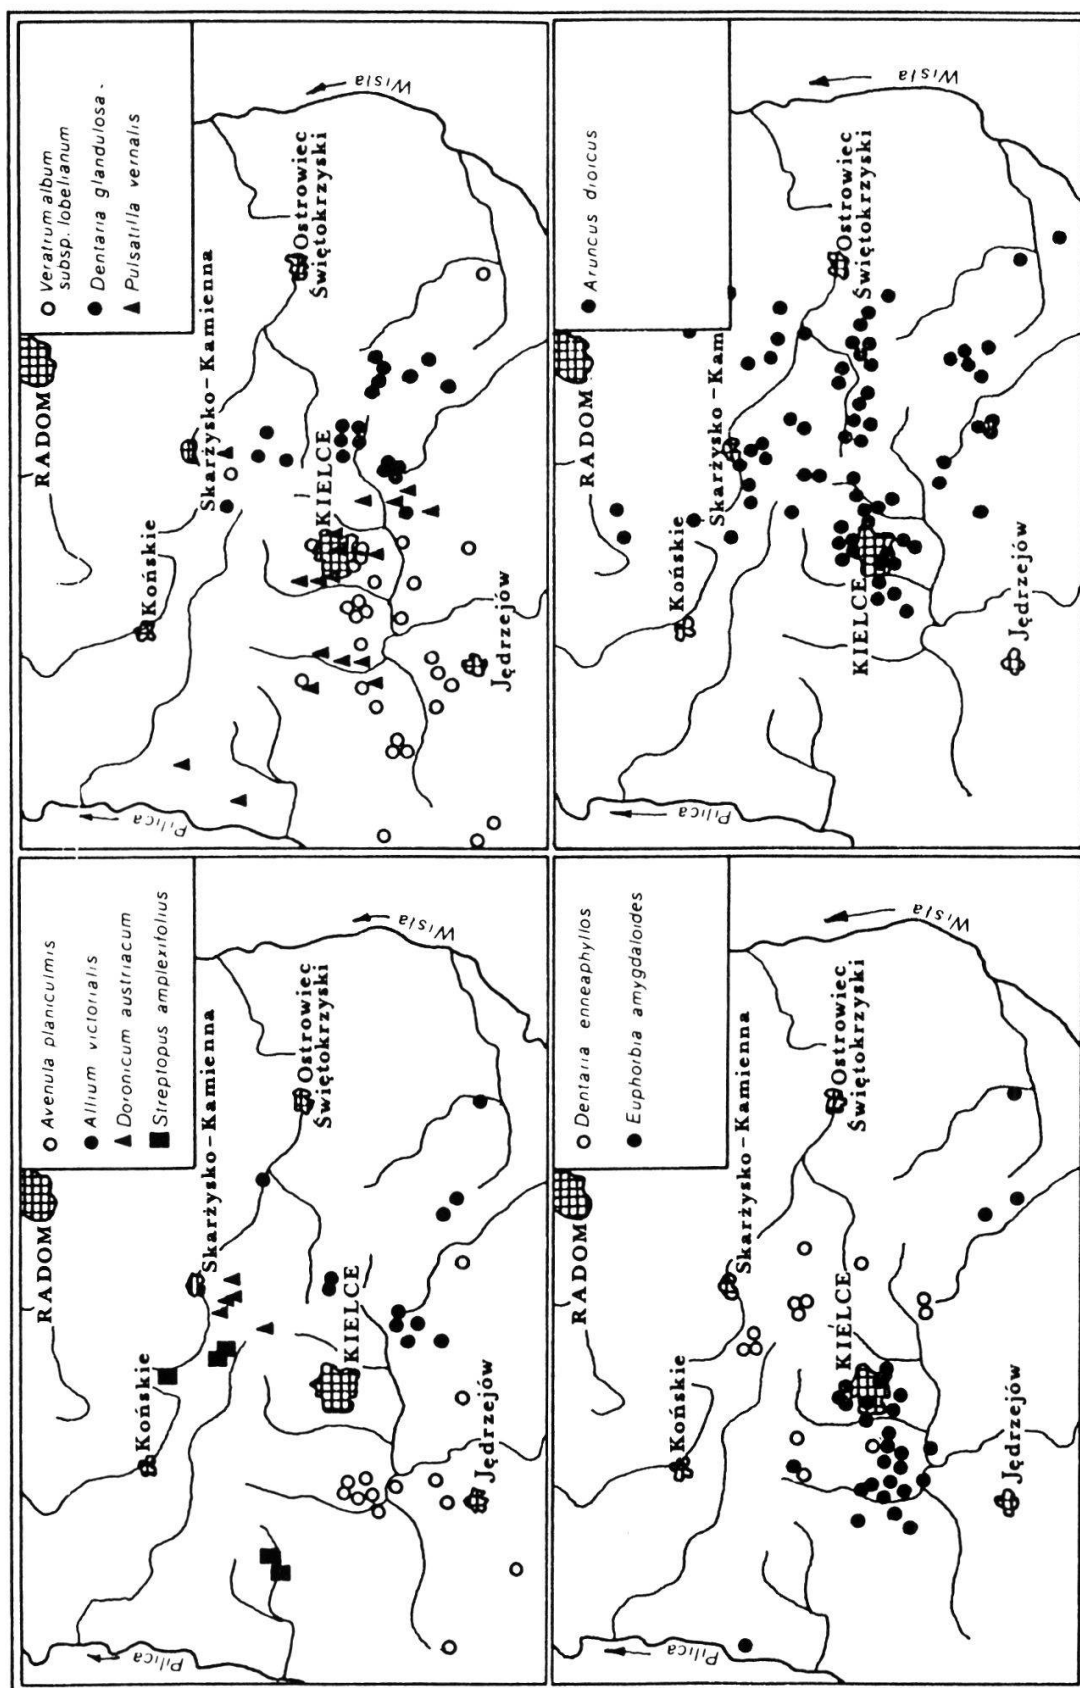 ○ Avenula planiculmis
● Allium victorialis
▲ Doronicum austriacum
■ Streptopus amplexifolius
Pilica
RADOM
Końskie
Skarżysko-Kamienna
Ostrowiec
Świętokrzyski
KIELCE
Jędrzejów
Wisła
○ Veratrum album
subsp. lobelianum
● Dentaria glandulosa -
▲ Pulsatilla vernalis
Pilica
RADOM
Końskie
Skarżysko-Kamienna
Ostrowiec
Świętokrzyski
KIELCE
Jędrzejów
Wisła
○ Dentaria enneaphyllos
● Euphorbia amygdaloides
Pilica
RADOM
Końskie
Skarżysko-Kamienna
Ostrowiec
Świętokrzyski
KIELCE
Jędrzejów
Wisła
● Aruncus dioicus
Pilica
RADOM
Końskie
Skarżysko-Kam
Ostrowiec
Świętokrzyski
KIELCE
Jędrzejów
Wisła